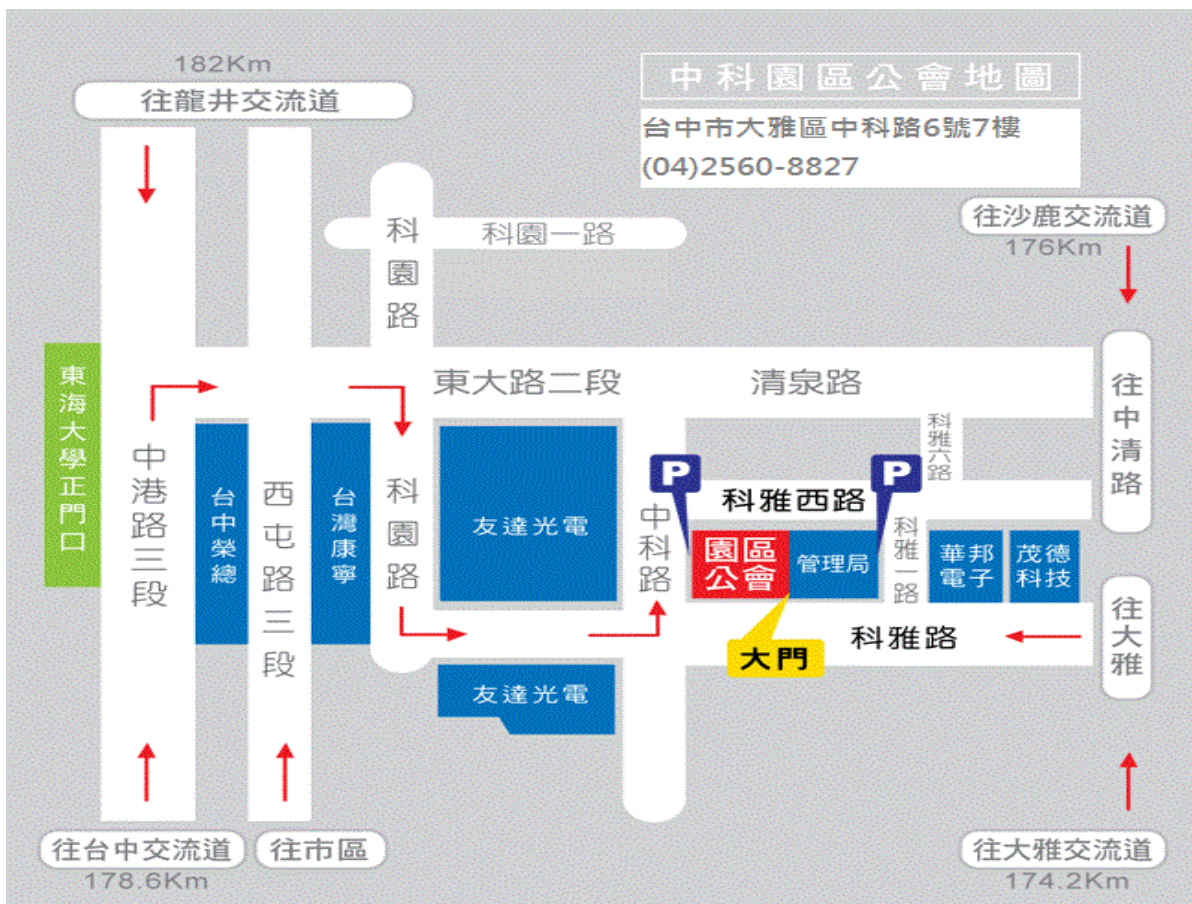 182Km
往龍井交流道
中科園區公會地圖
台中市大雅區中科路6號7樓
(04)2560-8827
往沙鹿交流道
176Km
科園路
科園一路
東大路二段
清泉路
東海大學正門口
中港路三段
台中榮總
西屯路三段
台灣康寧
科園路
友達光電
中科路
P
P
科雅西路
科雅六路
往中清路
園區
公會
管理局
科雅一路
華邦
電子
茂德
科技
大門
科雅路
往大雅
友達光電
往台中交流道
178.6Km
往市區
往大雅交流道
174.2Km